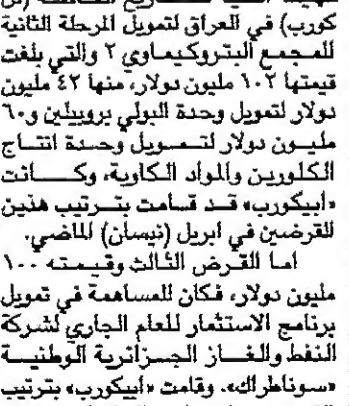 كورب) في العراق لتمويل المرحلة الثانية
للمجمع البتروكيماوي ٢ والتي بلغت
قيمتها ١٠٢ مليون دولار، منها ٤٢ مليون
دولار لتمويل وحدة البولي بروبيلين و٦٠
مليون دولار لتمويل وحدة انتاج
الكلورين والمواد الكاوية، وكانت
«ابيكورب» قد قامت بترتيب هذين
القرضين في ابريل (نيسان) الماضي.
اما القرض الثالث وقيمته ١٠٠
مليون دولار، فكان للمساهمة في تمويل
برنامج الاستثمار للعام الجاري لشركة
النفط والغاز الجزائرية الوطنية
«سوناطراك». وقامت «ابيكورب» بترتيب